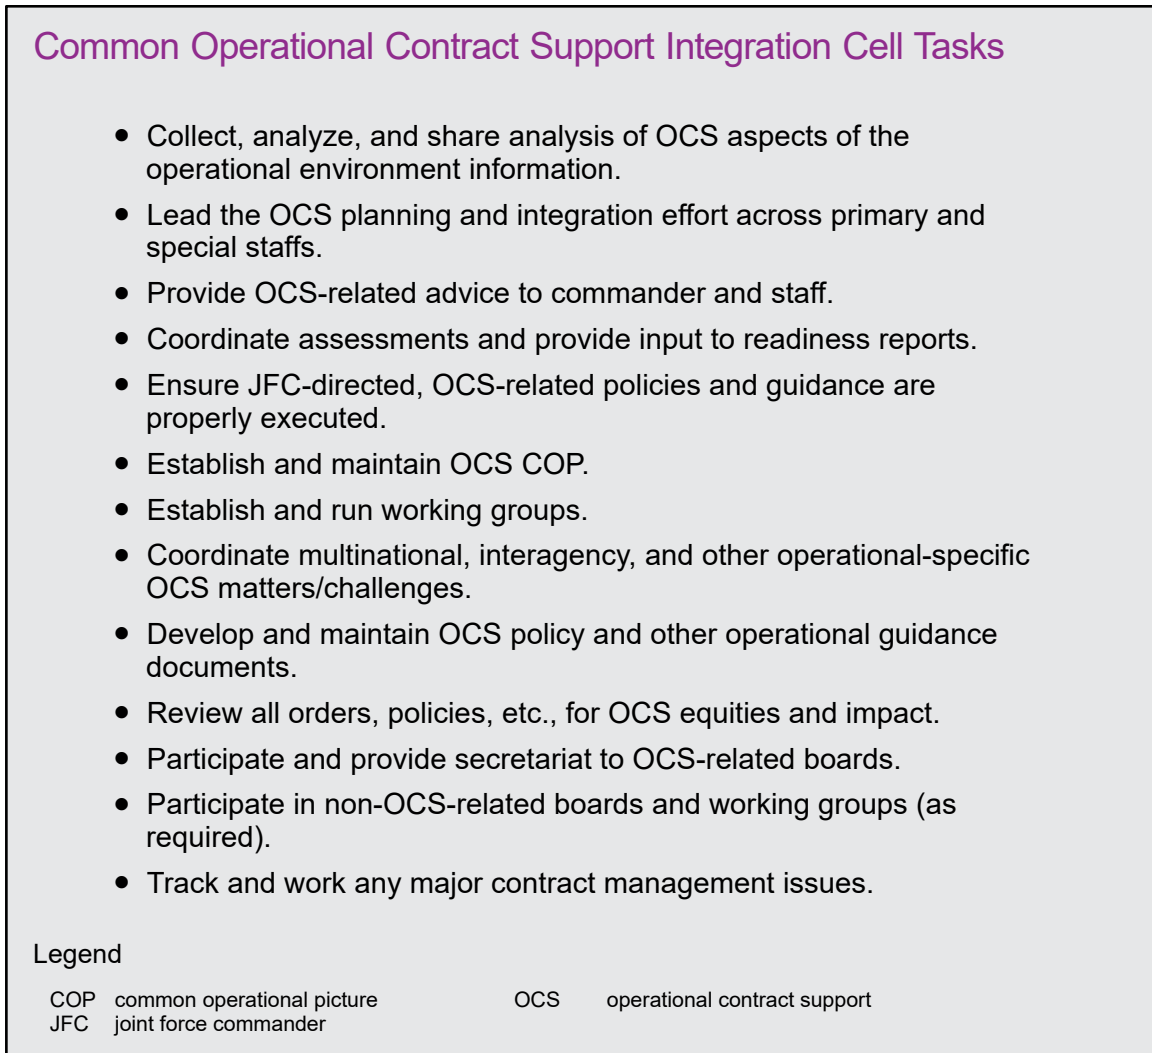 Common Operational Contract Support Integration Cell Tasks
• Collect, analyze, and share analysis of OCS aspects of the
operational environment information.
• Lead the OCS planning and integration effort across primary and
special staffs.
• Provide OCS-related advice to commander and staff.
• Coordinate assessments and provide input to readiness reports.
• Ensure JFC-directed, OCS-related policies and guidance are
properly executed.
• Establish and maintain OCS COP.
• Establish and run working groups.
• Coordinate multinational, interagency, and other operational-specific
OCS matters/challenges.
• Develop and maintain OCS policy and other operational guidance
documents.
• Review all orders, policies, etc., for OCS equities and impact.
• Participate and provide secretariat to OCS-related boards.
• Participate in non-OCS-related boards and working groups (as
required).
• Track and work any major contract management issues.
Legend
COP common operational picture OCS operational contract support
JFC joint force commander